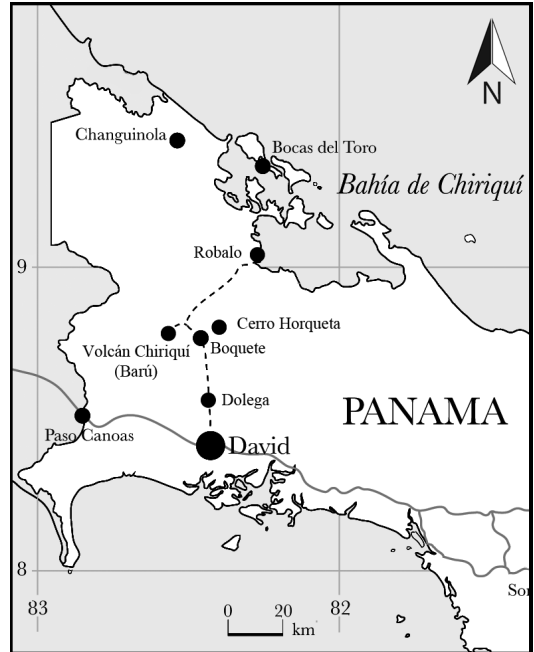 N
Changuinola
Bocas del Toro
Bahía de Chiriquí
Robalo
9
Cerro Horqueta
Volcán Chiriquí
(Barú)
Boquete
Dolega
PANAMA
Paso Canoas
David
8
83
82
0 20
km